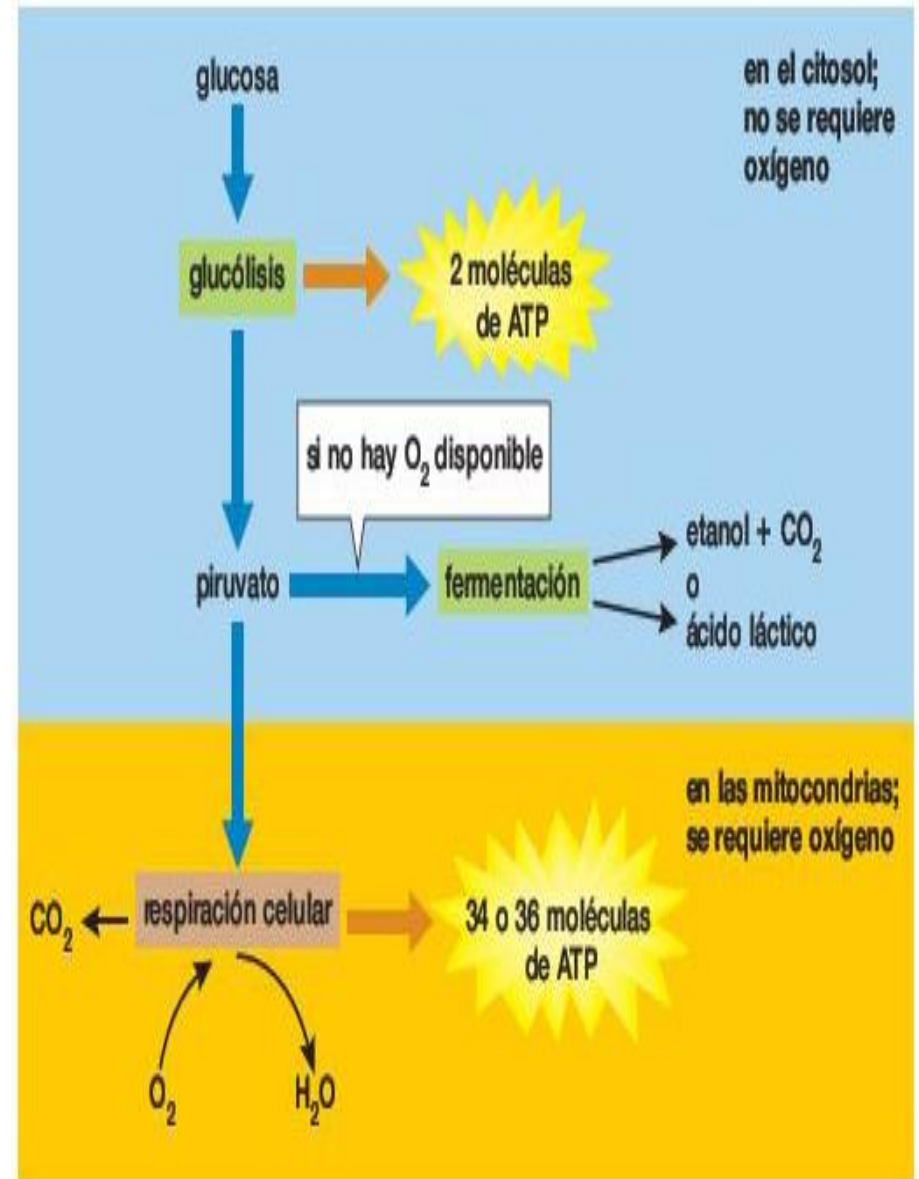 glucosa
en el citosol;
no se requiere
oxígeno
glucólisis
2 moléculas
de ATP
si no hay O₂ disponible
piruvato
fermentación
etanol + CO₂
o
ácido láctico
en las mitocondrias;
se requiere oxígeno
CO₂
respiración celular
34 o 36 moléculas
de ATP
O₂
H₂O